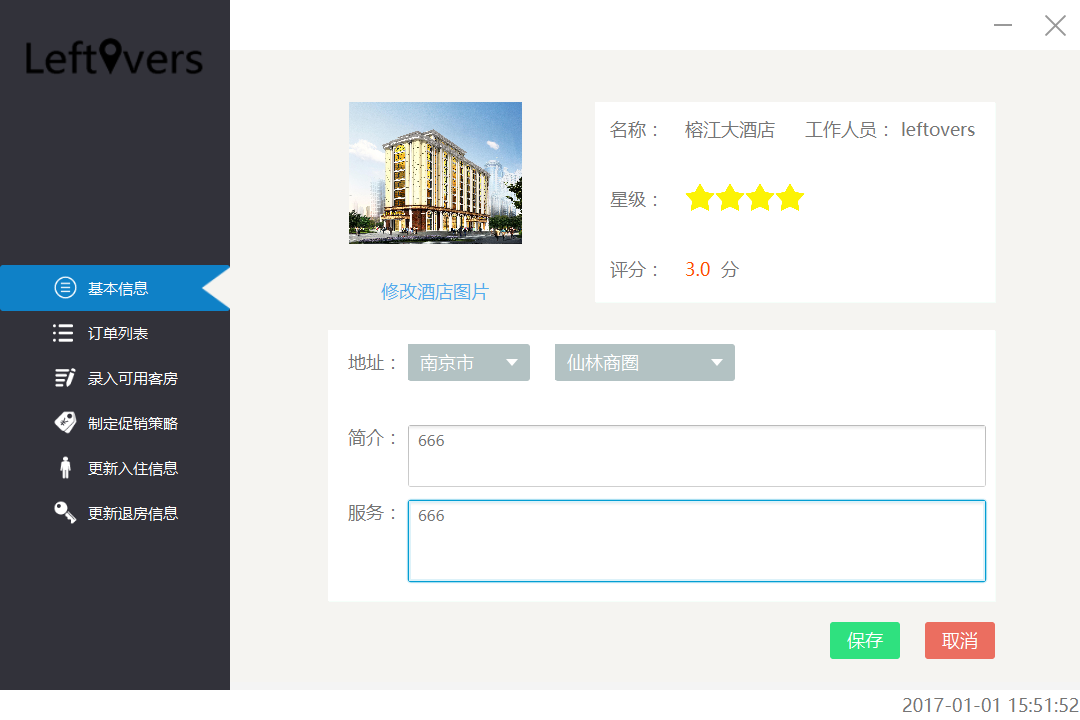 Leftovers
基本信息
订单列表
录入可用客房
制定促销策略
更新入住信息
更新退房信息
修改酒店图片
名称： 榕江大酒店 工作人员： leftovers
星级：
评分： 3.0 分
地址： 南京市 仙林商圈
简介： 666
服务： 666
保存 取消
2017-01-01 15:51:52